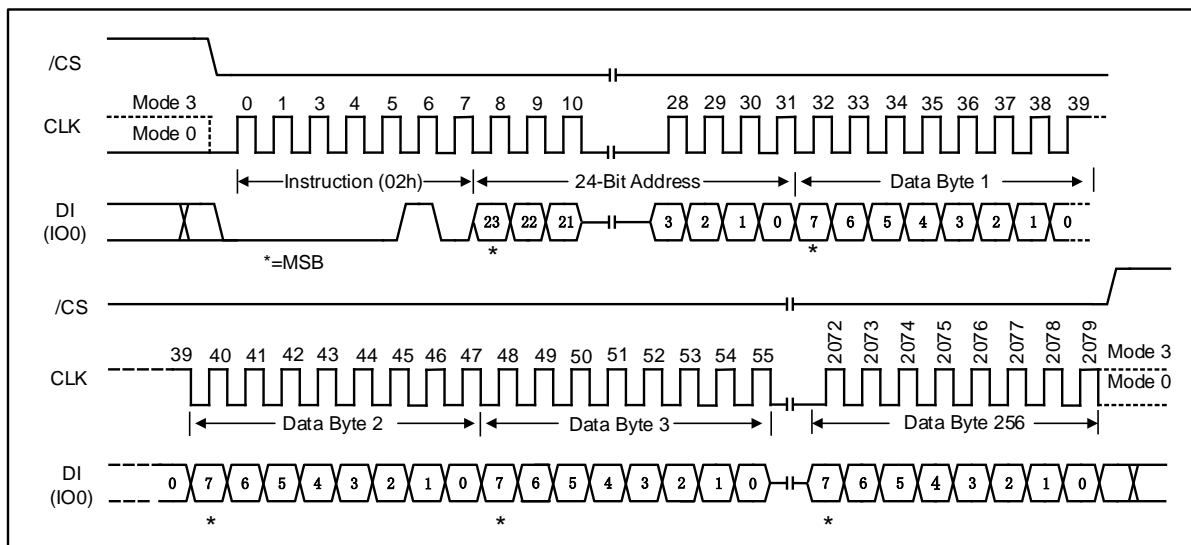 /CS
Mode 3
0 1 3 4 5 6 7 8 9 10 28 29 30 31 32 33 34 35 36 37 38 39
CLK
Mode 0
Instruction (02h) 24-Bit Address Data Byte 1
DI
(IO0)
23 22 21 3 2 1 0 7 6 5 4 3 2 1 0
* *
*=MSB
/CS
39 40 41 42 43 44 45 46 47 48 49 50 51 52 53 54 55 2072 2073 2074 2075 2076 2077 2078 2079
Mode 3
CLK
Mode 0
Data Byte 2 Data Byte 3 Data Byte 256
DI
(IO0)
0 7 6 5 4 3 2 1 0 7 6 5 4 3 2 1 0 7 6 5 4 3 2 1 0
* * *